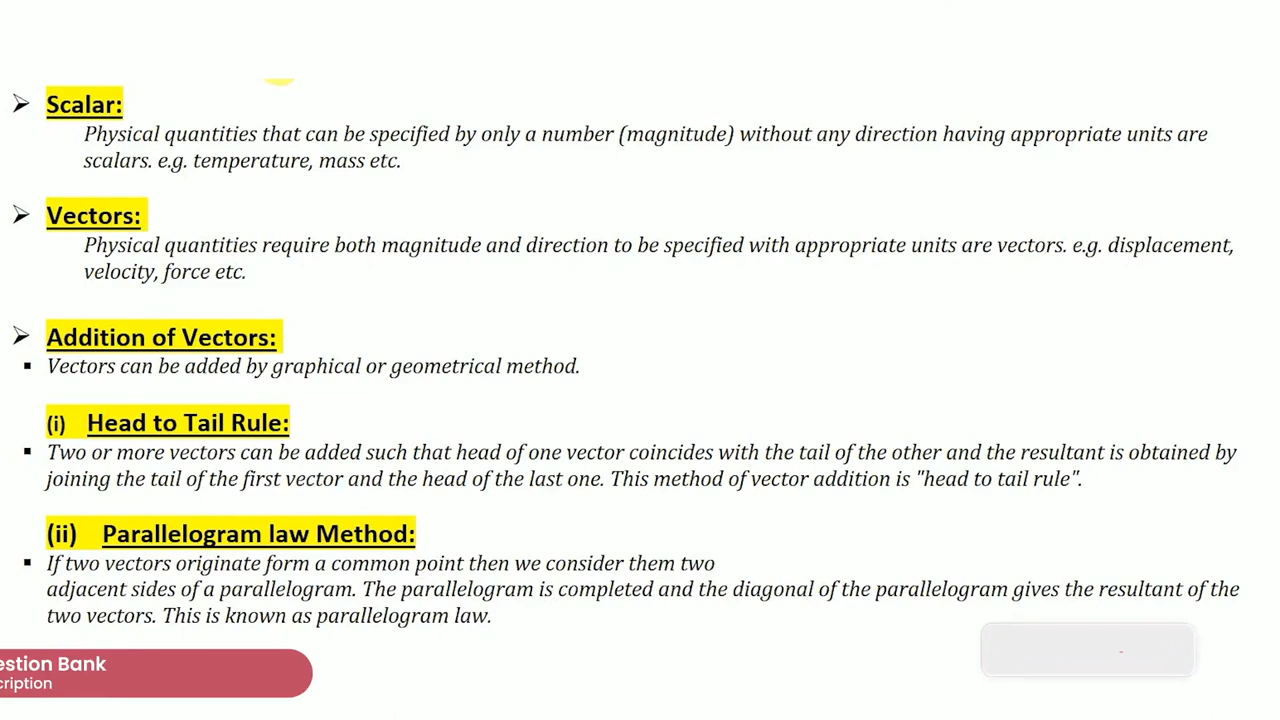 ➢ Scalar:
Physical quantities that can be specified by only a number (magnitude) without any direction having appropriate units are
scalars. e.g. temperature, mass etc.
➢ Vectors:
Physical quantities require both magnitude and direction to be specified with appropriate units are vectors. e.g. displacement,
velocity, force etc.
➢ Addition of Vectors:
▪ Vectors can be added by graphical or geometrical method.
(i) Head to Tail Rule:
▪ Two or more vectors can be added such that head of one vector coincides with the tail of the other and the resultant is obtained by
joining the tail of the first vector and the head of the last one. This method of vector addition is "head to tail rule".
(ii) Parallelogram law Method:
▪ If two vectors originate form a common point then we consider them two
adjacent sides of a parallelogram. The parallelogram is completed and the diagonal of the parallelogram gives the resultant of the
two vectors. This is known as parallelogram law.
estion Bank
cription